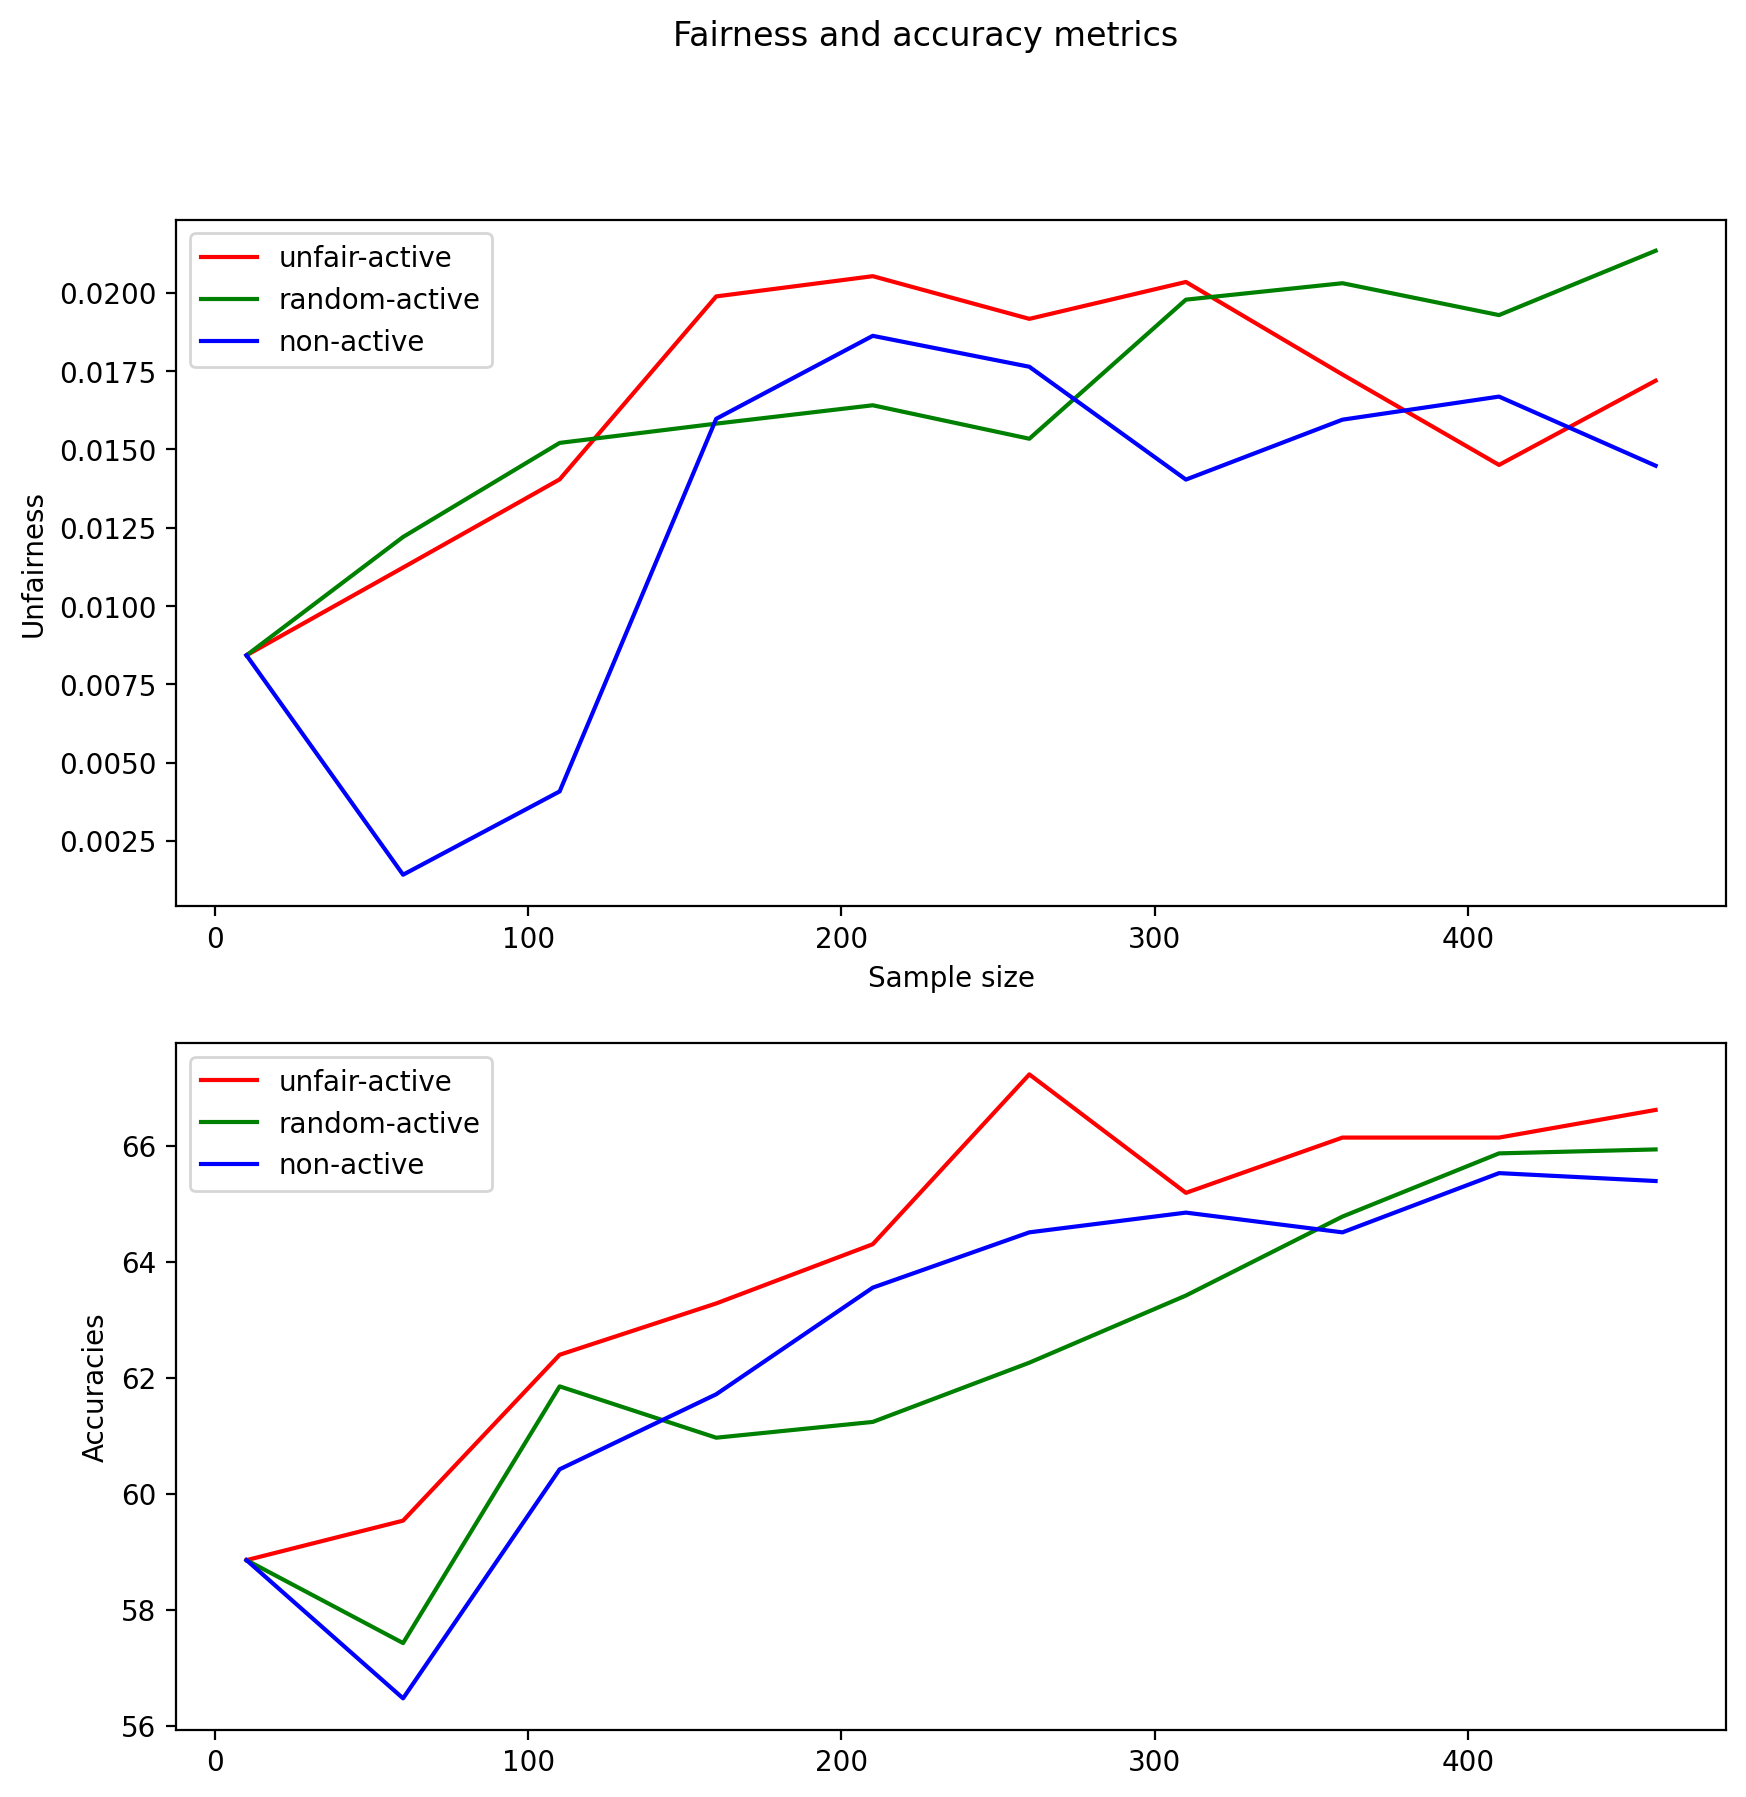 Fairness and accuracy metrics
unfair-active
random-active
non-active
0.0200
0.0175
0.0150
0.0125
0.0100
0.0075
0.0050
0.0025
Unfairness
0 100 200 300 400
Sample size
unfair-active
random-active
non-active
66
64
62
60
58
56
Accuracies
0 100 200 300 400